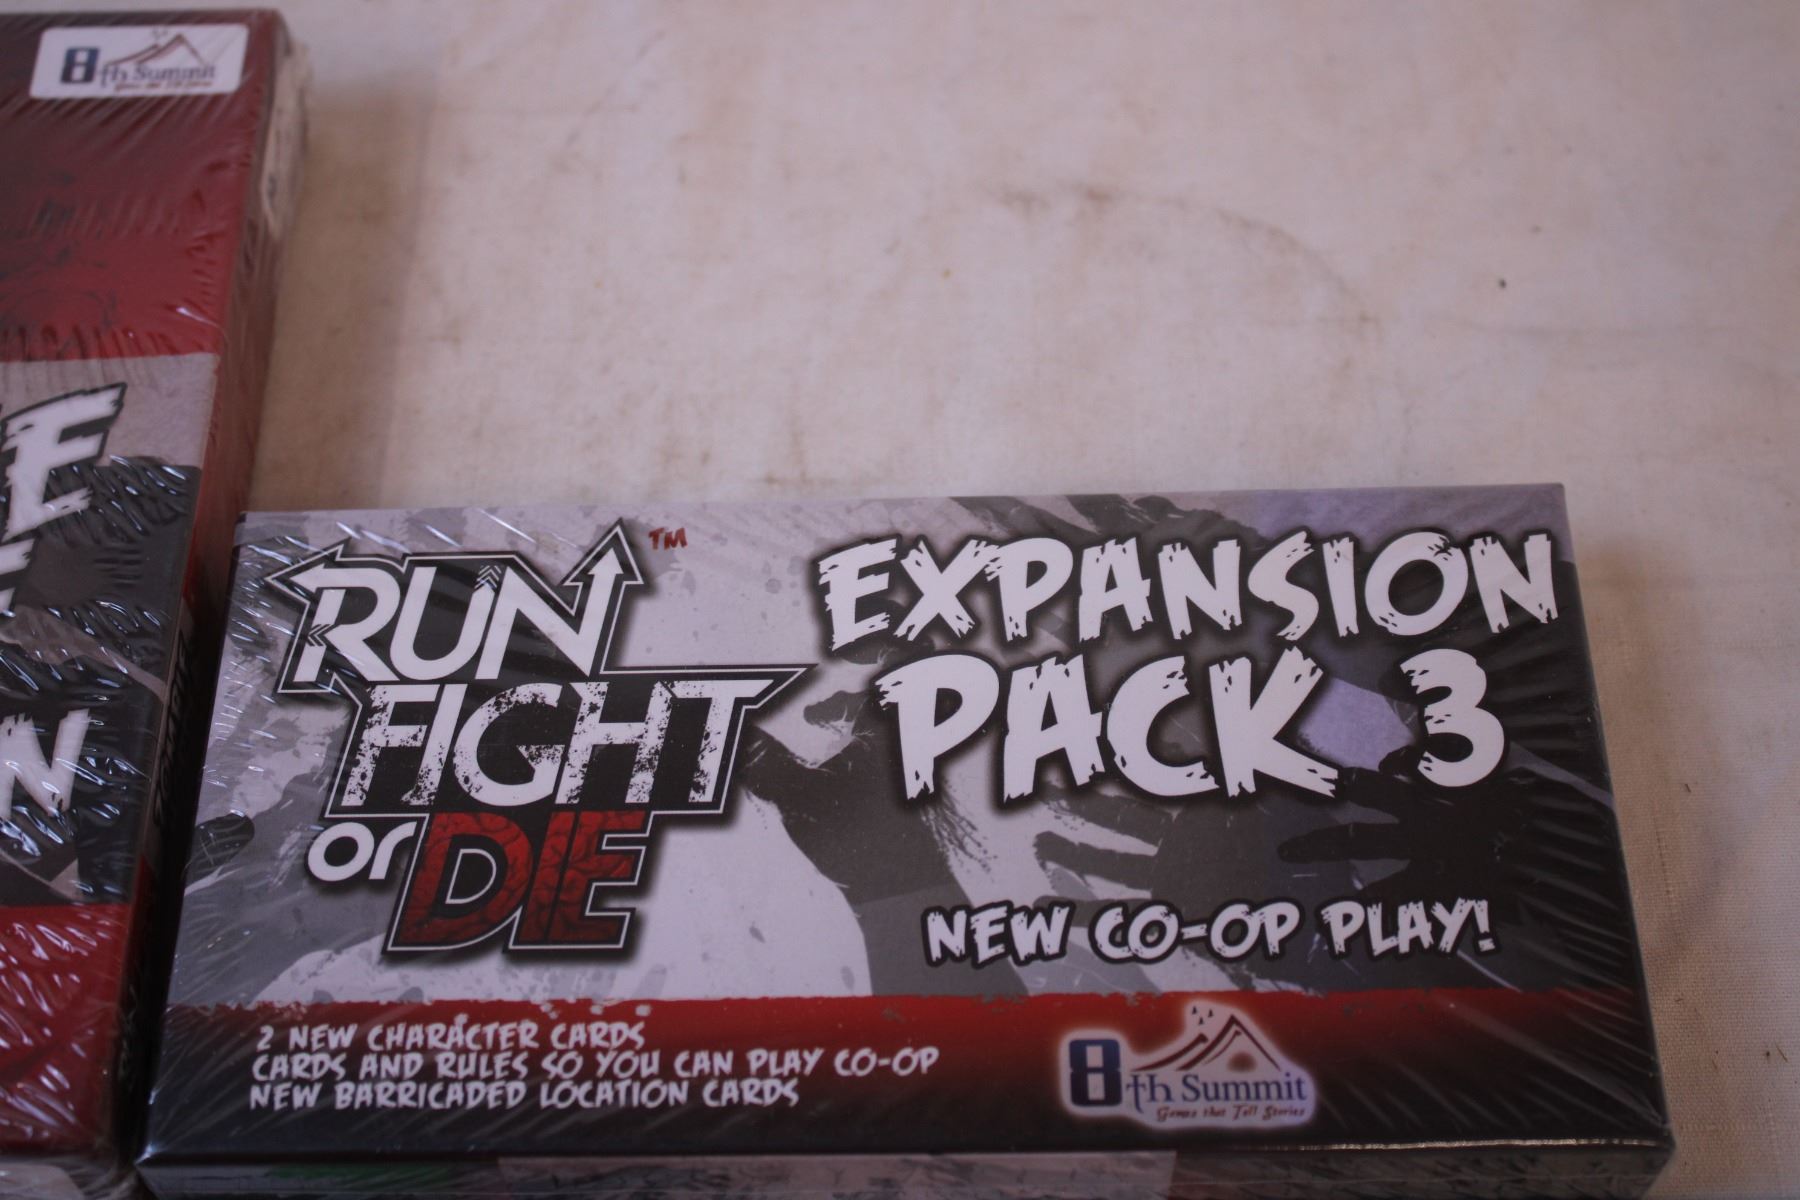 8th Summit
E
N
RUN
FIGHT
or DIE
TM
EXPANSION
PACK 3
NEW CO-OP PLAY!
2 NEW CHARACTER CARDS
CARDS AND RULES SO YOU CAN PLAY CO-OP
NEW BARRICADED LOCATION CARDS
8th Summit
Games that Tell Stories